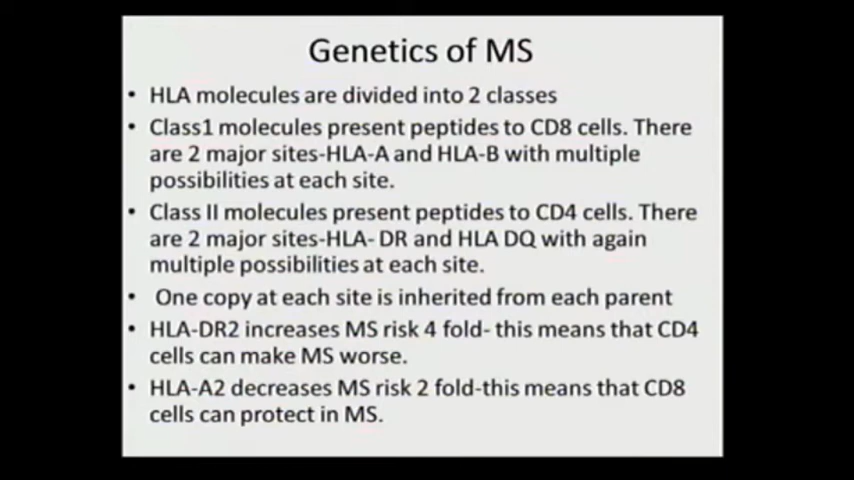 Genetics of MS
• HLA molecules are divided into 2 classes
• Class1 molecules present peptides to CD8 cells. There
are 2 major sites-HLA-A and HLA-B with multiple
possibilities at each site.
• Class II molecules present peptides to CD4 cells. There
are 2 major sites-HLA- DR and HLA DQ with again
multiple possibilities at each site.
• One copy at each site is inherited from each parent
• HLA-DR2 increases MS risk 4 fold- this means that CD4
cells can make MS worse.
• HLA-A2 decreases MS risk 2 fold-this means that CD8
cells can protect in MS.